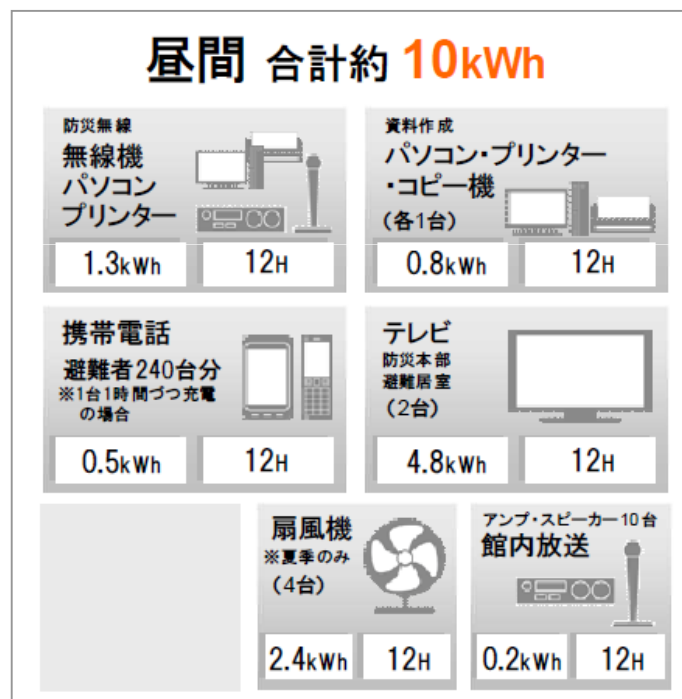 昼間 合計約 10kWh
防災無線
無線機
パソコン
プリンター
1.3kWh 12H
資料作成
パソコン・プリンター
・コピー機
(各1台)
0.8kWh 12H
携帯電話
避難者240台分
※1台1時間づつ充電
の場合
0.5kWh 12H
テレビ
防災本部
避難居室
(2台)
4.8kWh 12H
扇風機
※夏季のみ
(4台)
2.4kWh 12H
アンプ・スピーカー10台
館内放送
0.2kWh 12H